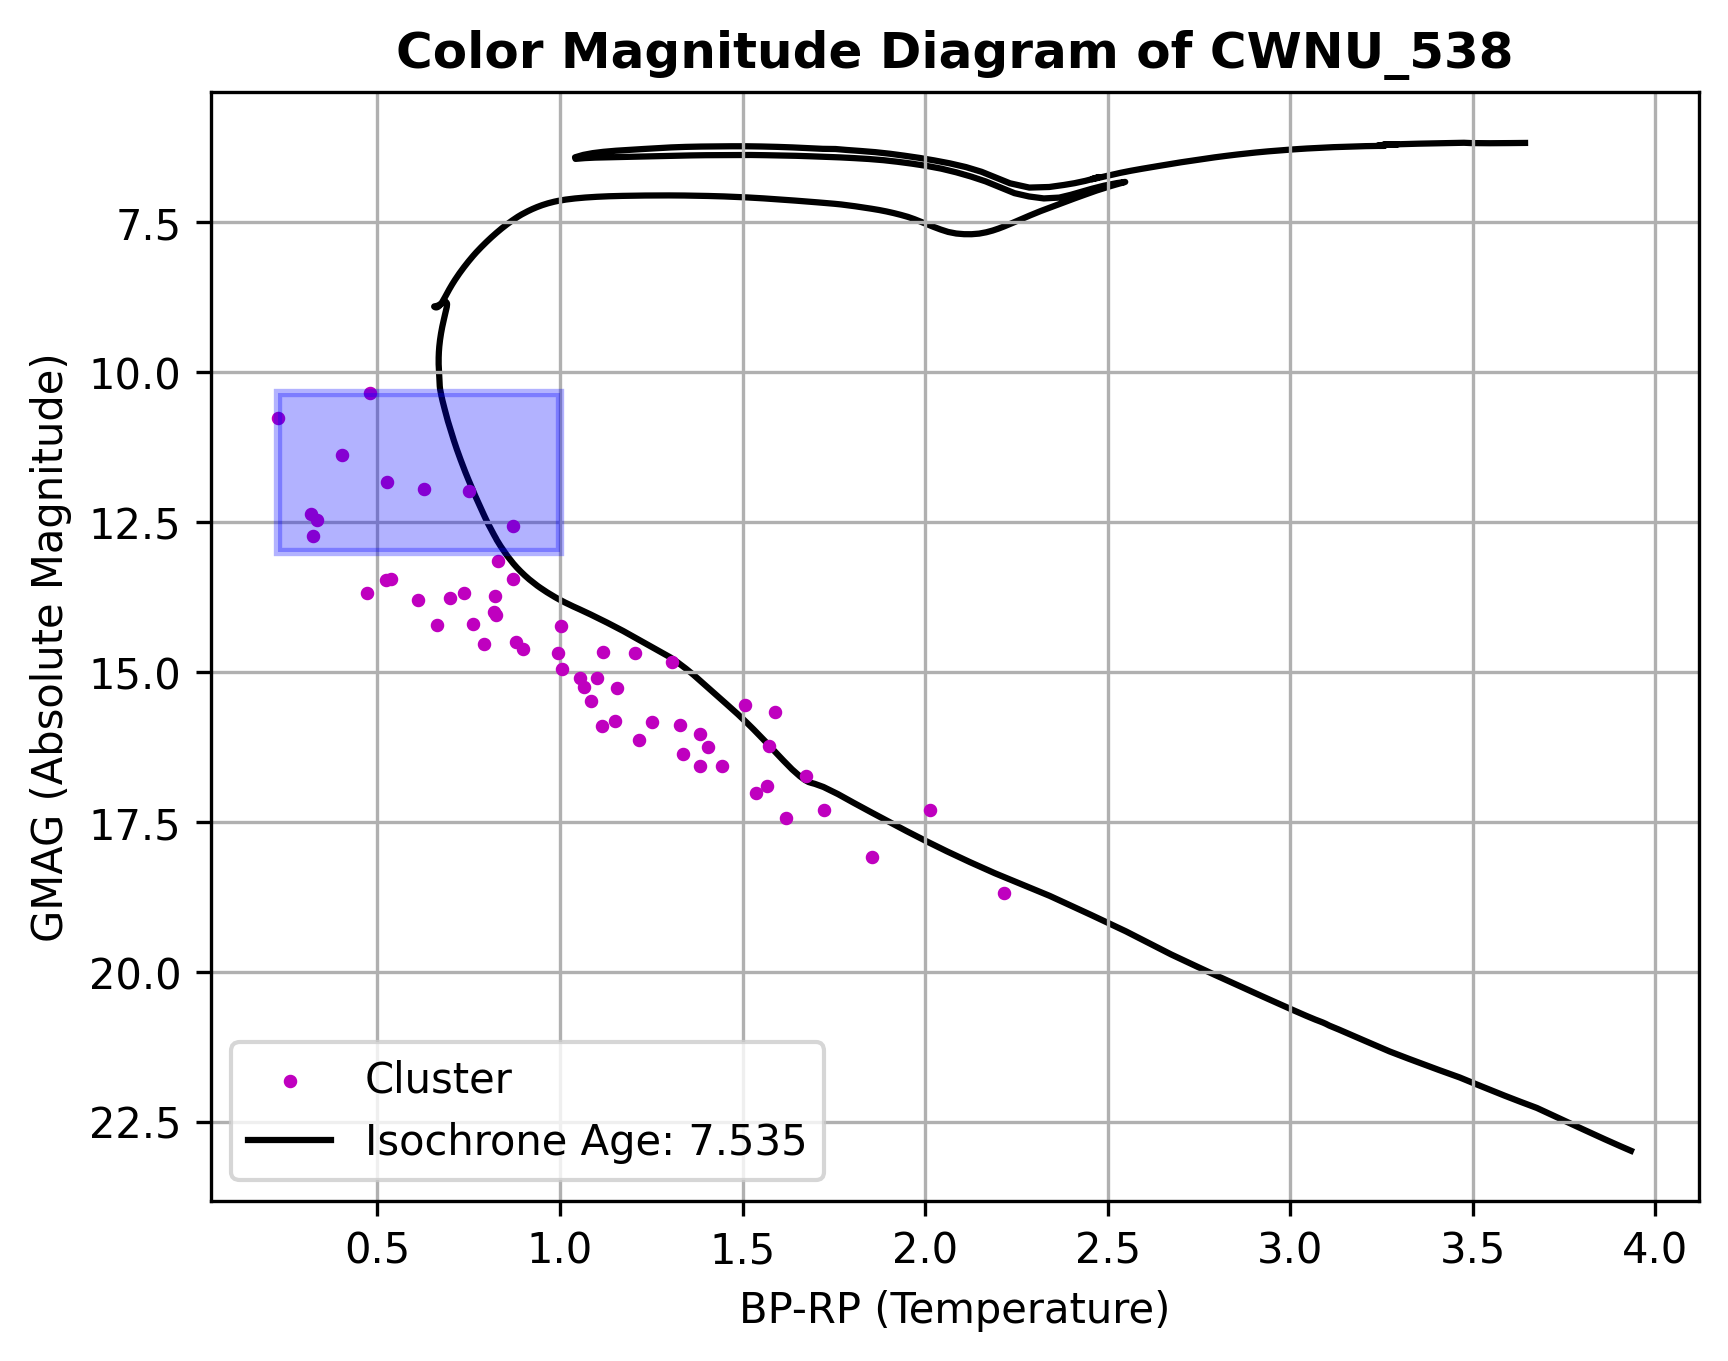 Color Magnitude Diagram of CWNU_538
GMAG (Absolute Magnitude)
7.5
10.0
12.5
15.0
17.5
20.0
22.5
Cluster
Isochrone Age: 7.535
0.5 1.0 1.5 2.0 2.5 3.0 3.5 4.0
BP-RP (Temperature)